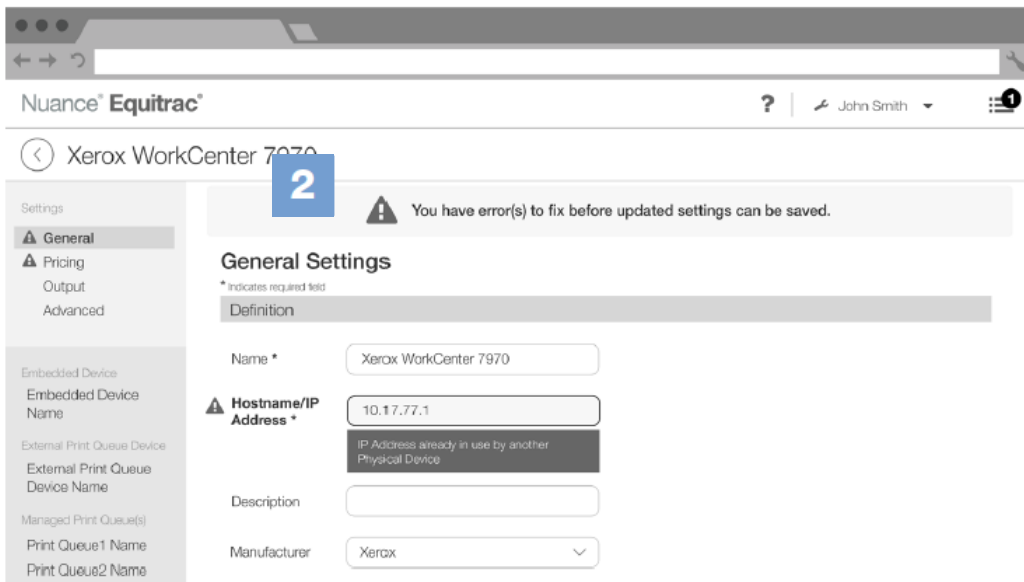 Nuance® Equitrac®
?
John Smith
1
Xerox WorkCenter 7970
2
You have error(s) to fix before updated settings can be saved.
Settings
General
Pricing
Output
Advanced
Embedded Device
Embedded Device
Name
External Print Queue Device
External Print Queue
Device Name
Managed Print Queue(s)
Print Queue1 Name
Print Queue2 Name
General Settings
* Indicates required field
Definition
Name *
Xerox WorkCenter 7970
Hostname/IP
Address *
10.17.77.1
IP Address already in use by another
Physical Device
Description
Manufacturer
Xerox